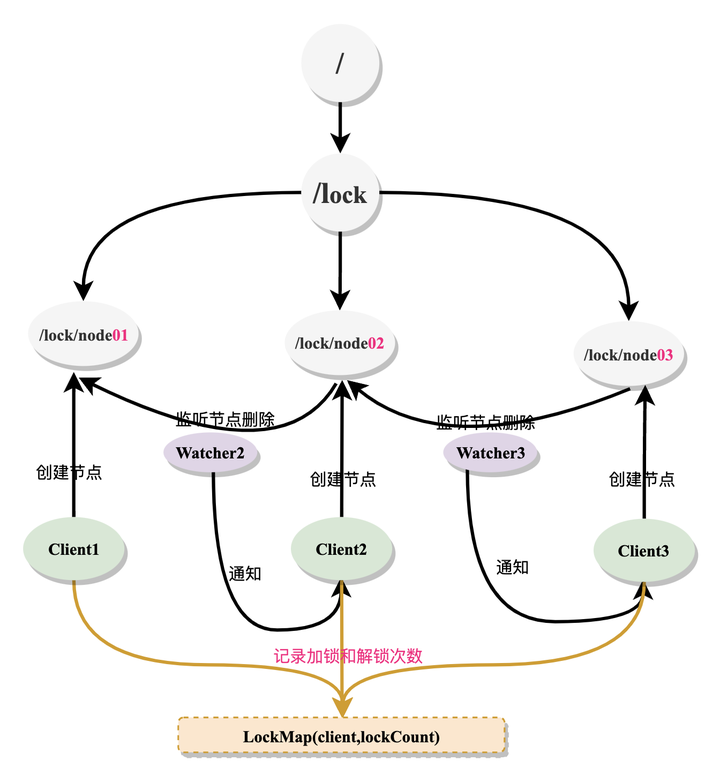 /
/lock
/lock/node01
/lock/node02
/lock/node03
监听节点删除
监听节点删除
Watcher2
Watcher3
创建节点
创建节点
创建节点
Client1
Client2
Client3
通知
通知
记录加锁和解锁次数
LockMap(client,lockCount)